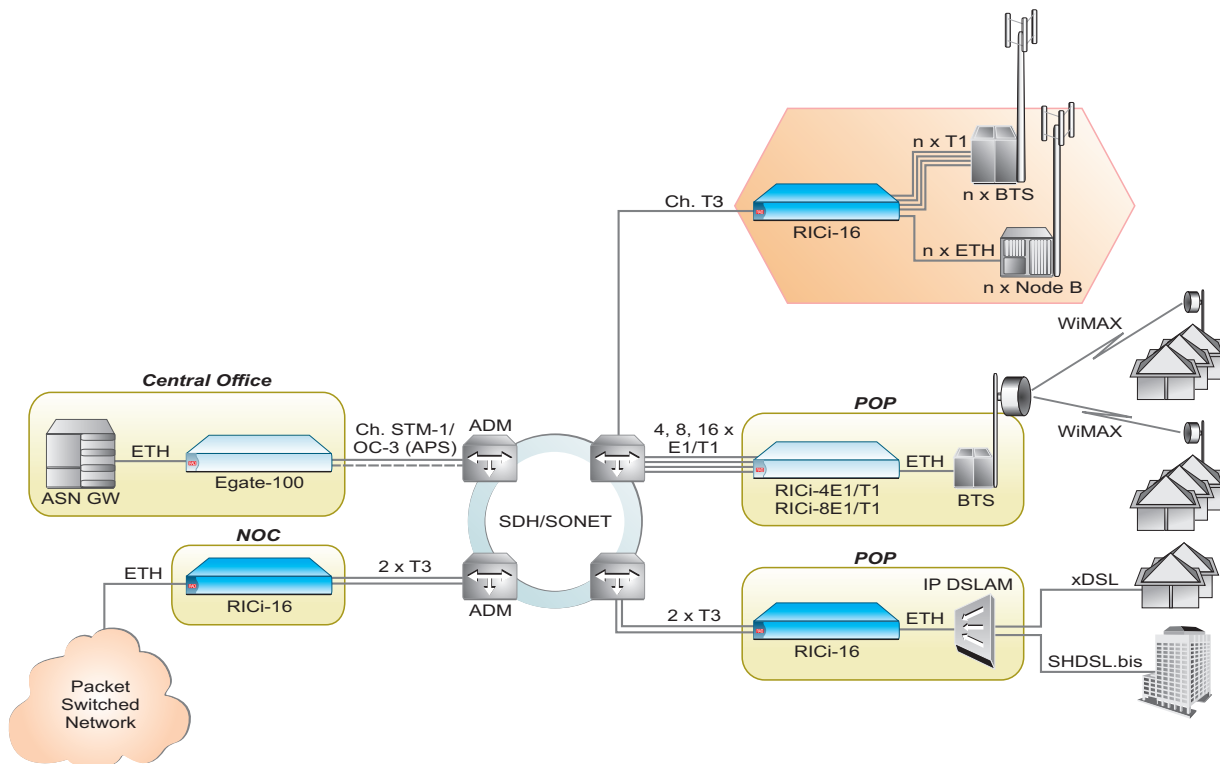 n x T1
n x BTS
Ch. T3
RICi-16
n x ETH
n x Node B
WiMAX
Central Office
Ch. STM-1/
OC-3 (APS)
ADM
ETH
ASN GW
Egate-100
4, 8, 16 x
E1/T1
POP
ETH
RICi-4E1/T1
RICi-8E1/T1
BTS
WiMAX
SDH/SONET
NOC
ETH
RICi-16
2 x T3
ADM
POP
2 x T3
RICi-16
ETH
IP DSLAM
xDSL
SHDSL.bis
Packet
Switched
Network